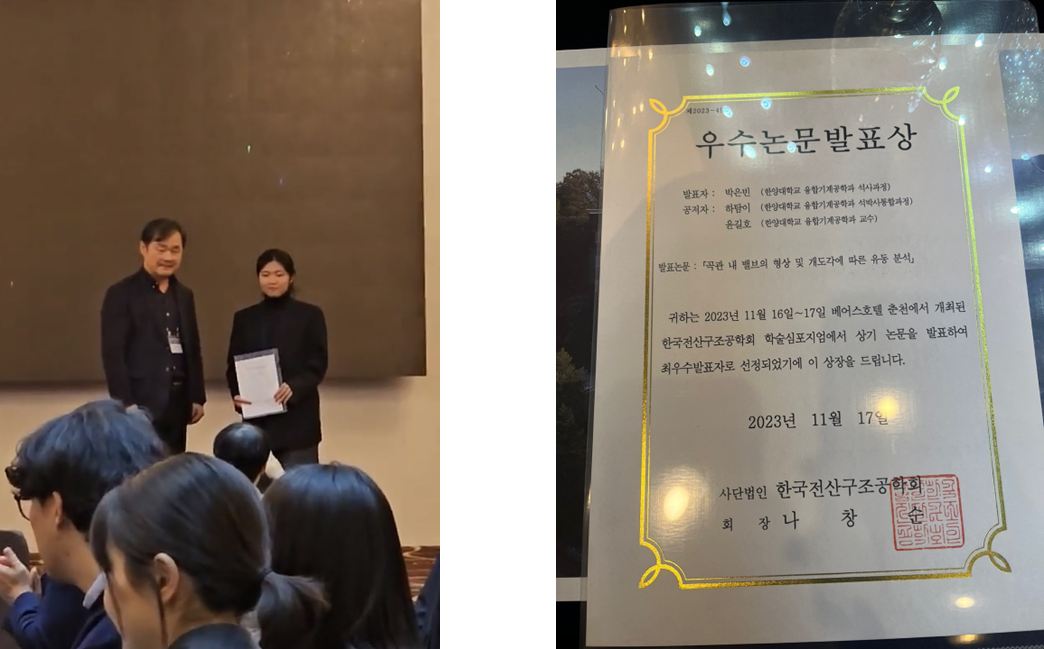 제2023-4
우수논문발표상
발표자 : 박은빈 (한양대학교 융합기계공학과 석사과정)
공저자 : 하탈이 (한양대학교 융합기계공학과 석박사통합과정)
윤길호 (한양대학교 융합기계공학과 교수)
발표논문 : 「곡관 내 밸브의 형상 및 개도각에 따른 유동 분석」
귀하는 2023년 11월 16일~17일 베어스호텔 춘천에서 개최된
한국전산구조공학회 학술심포지엄에서 상기 논문을 발표하여
최우수발표자로 선정되었기에 이 상장을 드립니다.
2023년 11월 17일
사단법인 한국전산구조공학회
회 장 나 창 순